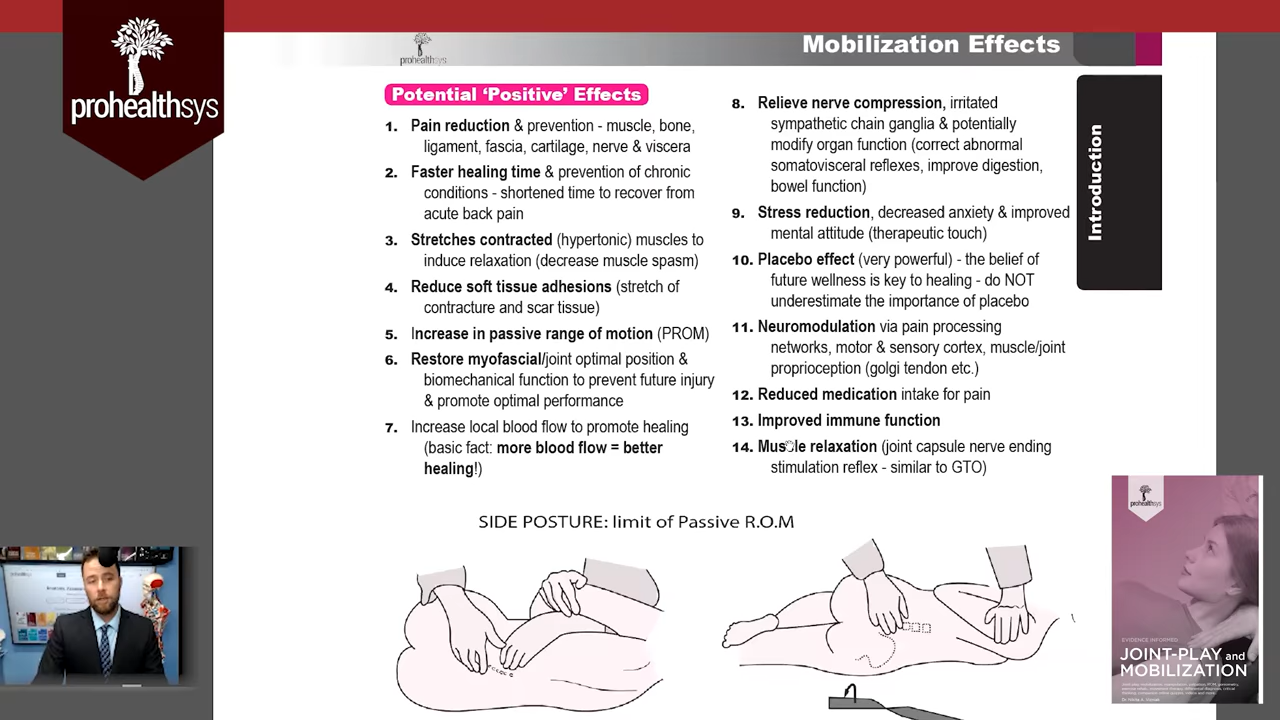 prohealthsys
prohealthsys
Mobilization Effects
Introduction
Potential ‘Positive’ Effects
1. Pain reduction & prevention - muscle, bone,
ligament, fascia, cartilage, nerve & viscera
2. Faster healing time & prevention of chronic
conditions - shortened time to recover from
acute back pain
3. Stretches contracted (hypertonic) muscles to
induce relaxation (decrease muscle spasm)
4. Reduce soft tissue adhesions (stretch of
contracture and scar tissue)
5. Increase in passive range of motion (PROM)
6. Restore myofascial/joint optimal position &
biomechanical function to prevent future injury
& promote optimal performance
7. Increase local blood flow to promote healing
(basic fact: more blood flow = better
healing!)
8. Relieve nerve compression, irritated
sympathetic chain ganglia & potentially
modify organ function (correct abnormal
somatovisceral reflexes, improve digestion,
bowel function)
9. Stress reduction, decreased anxiety & improved
mental attitude (therapeutic touch)
10. Placebo effect (very powerful) - the belief of
future wellness is key to healing - do NOT
underestimate the importance of placebo
11. Neuromodulation via pain processing
networks, motor & sensory cortex, muscle/joint
proprioception (golgi tendon etc.)
12. Reduced medication intake for pain
13. Improved immune function
14. Muscle relaxation (joint capsule nerve ending
stimulation reflex - similar to GTO)
SIDE POSTURE: limit of Passive R.O.M
prohealthsys
EVIDENCE INFORMED
JOINT-PLAY and
MOBILIZATION